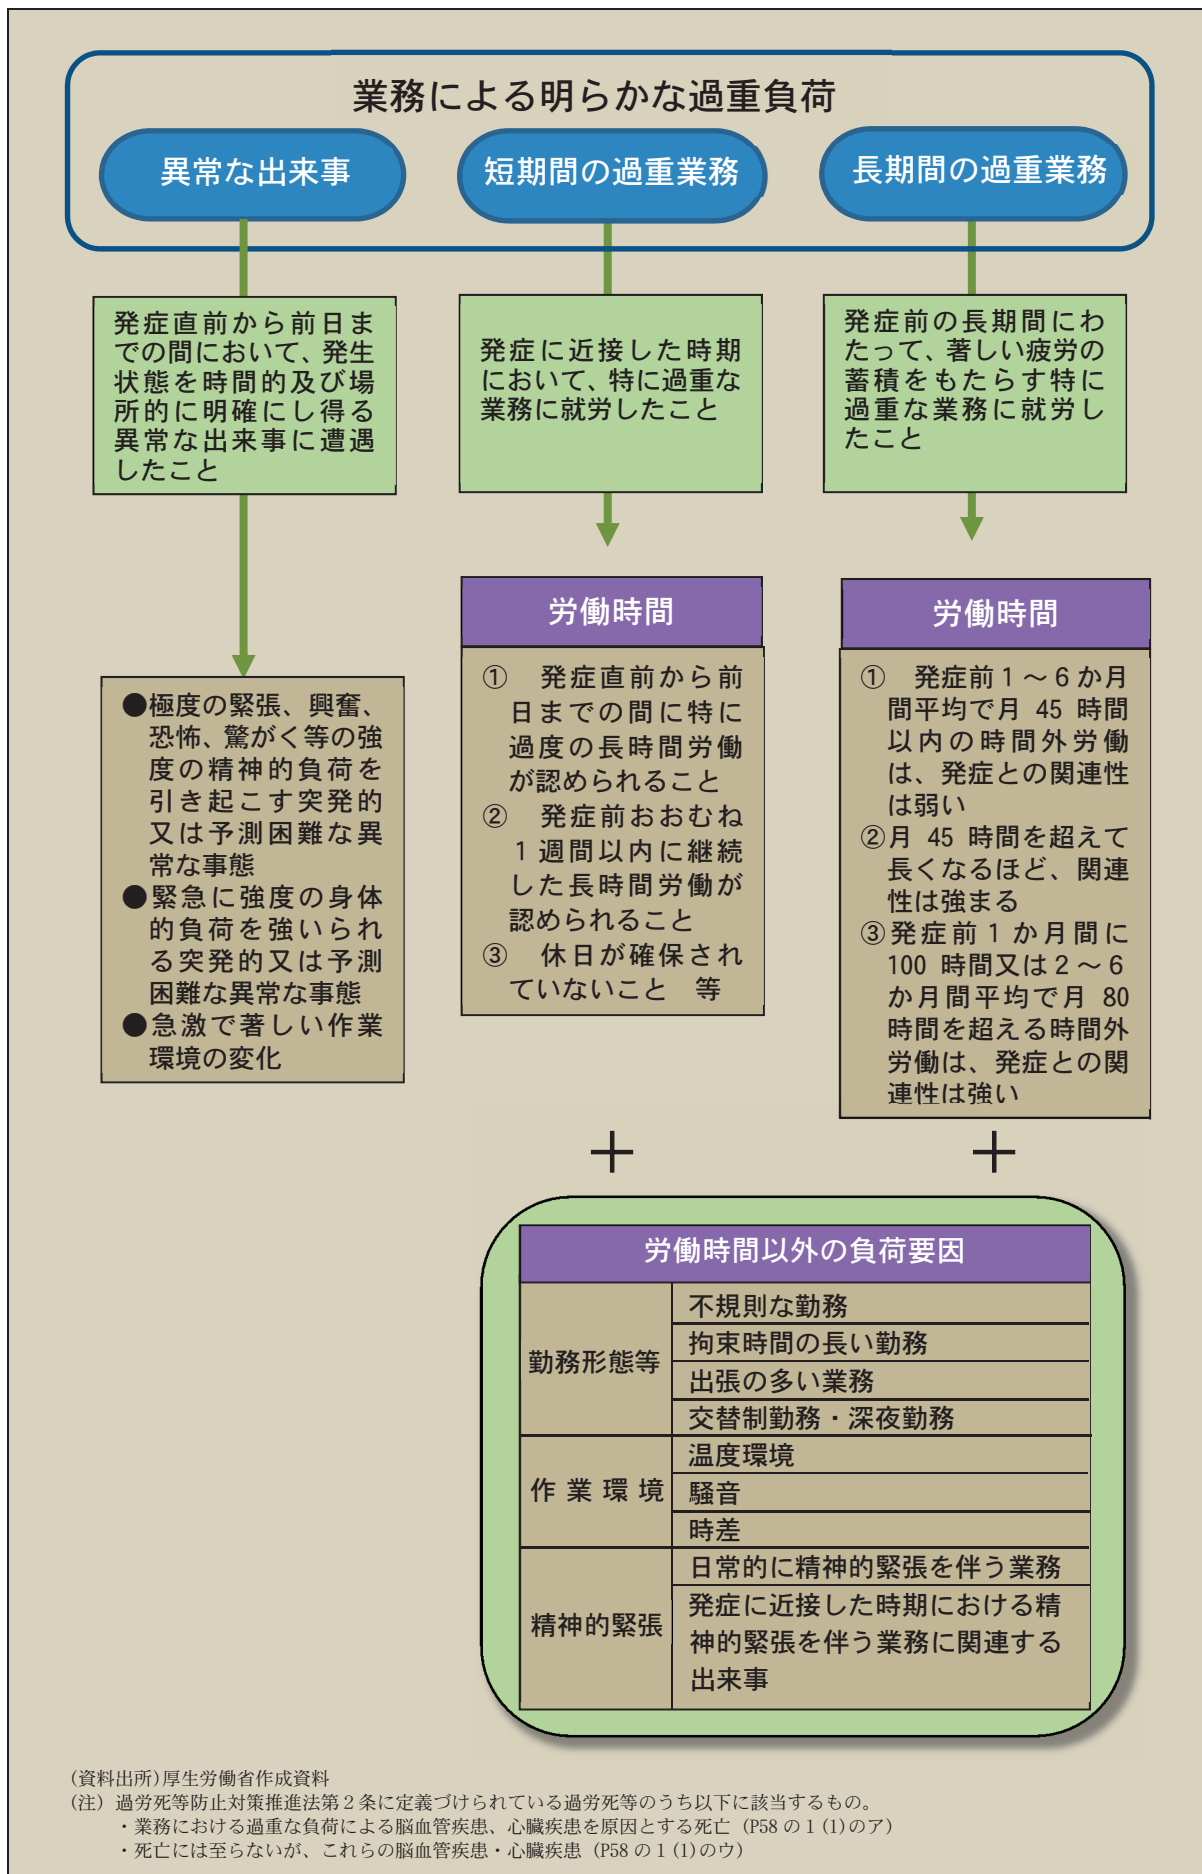 業務による明らかな過重負荷
異常な出来事
短期間の過重業務
長期間の過重業務
発症直前から前日ま
での間において、発生
状態を時間的及び場
所的に明確にし得る
異常な出来事に遭遇
したこと
発症に近接した時期
において、特に過重な
業務に就労したこと
発症前の長期間にわ
たって、著しい疲労の
蓄積をもたらす特に
過重な業務に就労し
たこと
●極度の緊張、興奮、
恐怖、驚がく等の強
度の精神的負荷を
引き起こす突発的
又は予測困難な異
常な事態
●緊急に強度の身体
的負荷を強いられ
る突発的又は予測
困難な異常な事態
●急激で著しい作業
環境の変化
労働時間
① 発症直前から前
日までの間に特に
過度の長時間労働
が認められること
② 発症前おおむね
1週間以内に継続
した長時間労働が
認められること
③ 休日が確保され
ていないこと 等
労働時間
① 発症前1~6か月
間平均で月 45 時間
以内の時間外労働
は、発症との関連性
は弱い
②月 45 時間を超えて
長くなるほど、関連
性は強まる
③発症前1か月間に
100 時間又は2~6
か月間平均で月 80
時間を超える時間外
労働は、発症との関
連性は強い
+
+
労働時間以外の負荷要因
勤務形態等
不規則な勤務
拘束時間の長い勤務
出張の多い業務
交替制勤務・深夜勤務
作業環境
温度環境
騒音
時差
精神的緊張
日常的に精神的緊張を伴う業務
発症に近接した時期における精
神的緊張を伴う業務に関連する
出来事
(資料出所)厚生労働省作成資料
(注) 過労死等防止対策推進法第2条に定義づけられている過労死等のうち以下に該当するもの。
・業務における過重な負荷による脳血管疾患、心臓疾患を原因とする死亡 (P58 の 1 (1)のア)
・死亡には至らないが、これらの脳血管疾患・心臓疾患 (P58 の 1 (1)のウ)